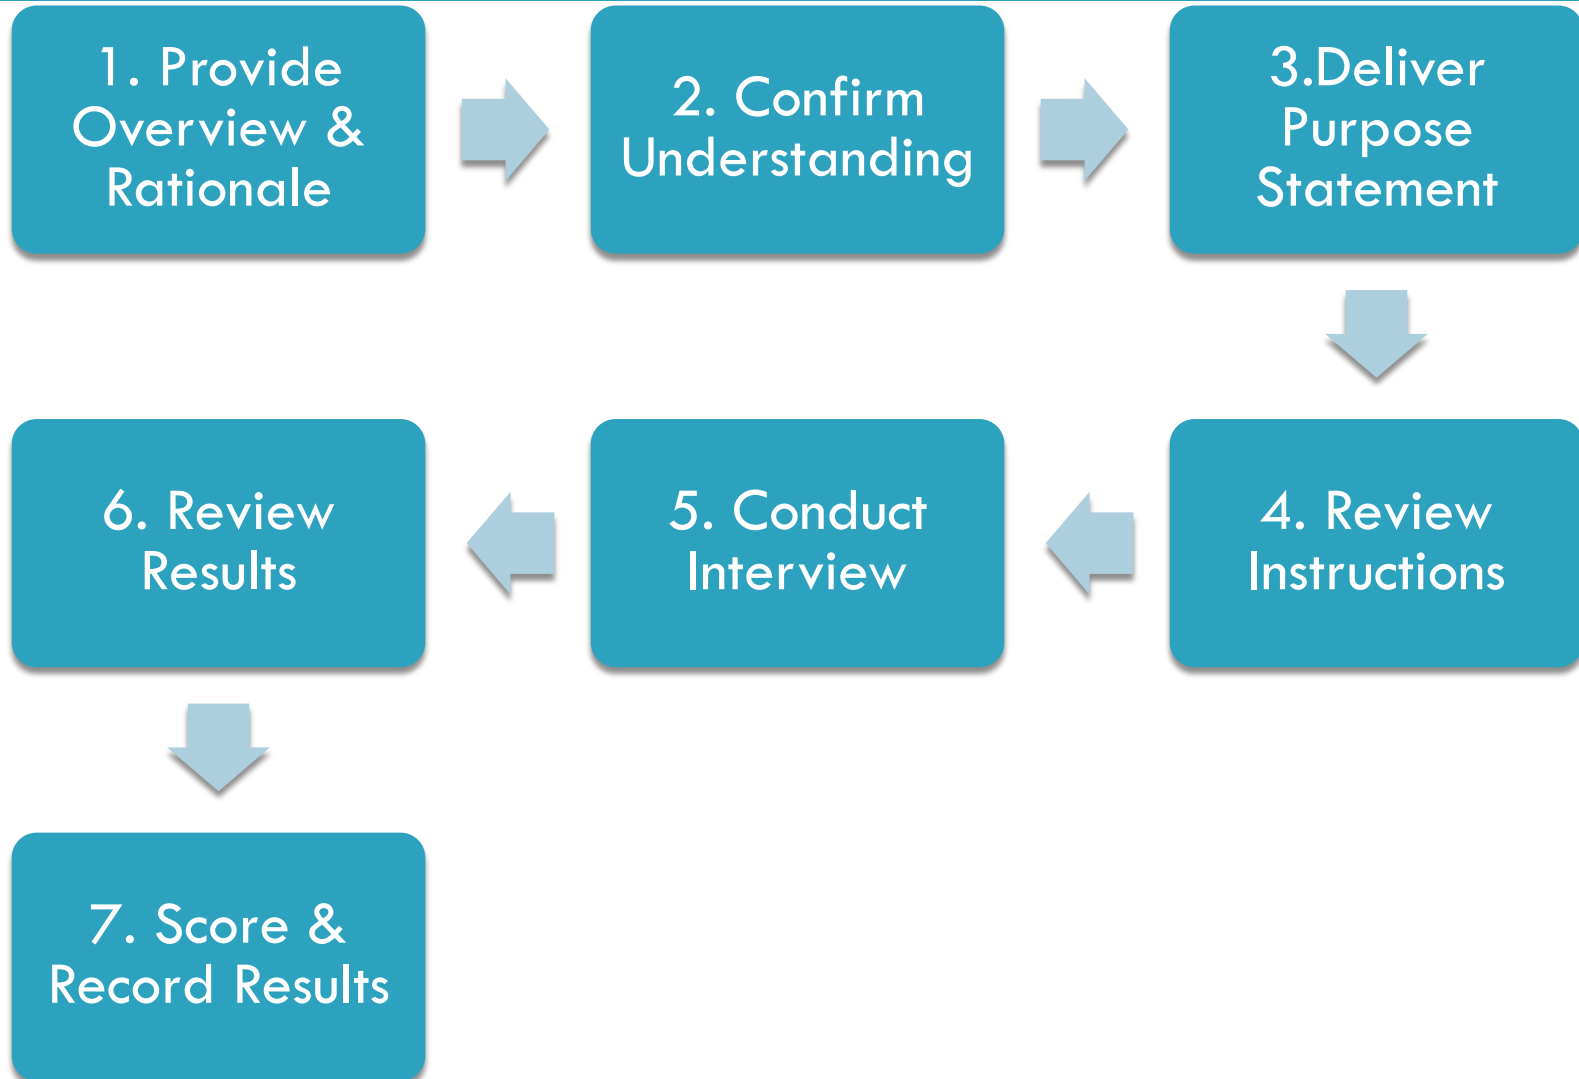 1. Provide
Overview &
Rationale
2. Confirm
Understanding
3.Deliver
Purpose
Statement
4. Review
Instructions
5. Conduct
Interview
6. Review
Results
7. Score &
Record Results